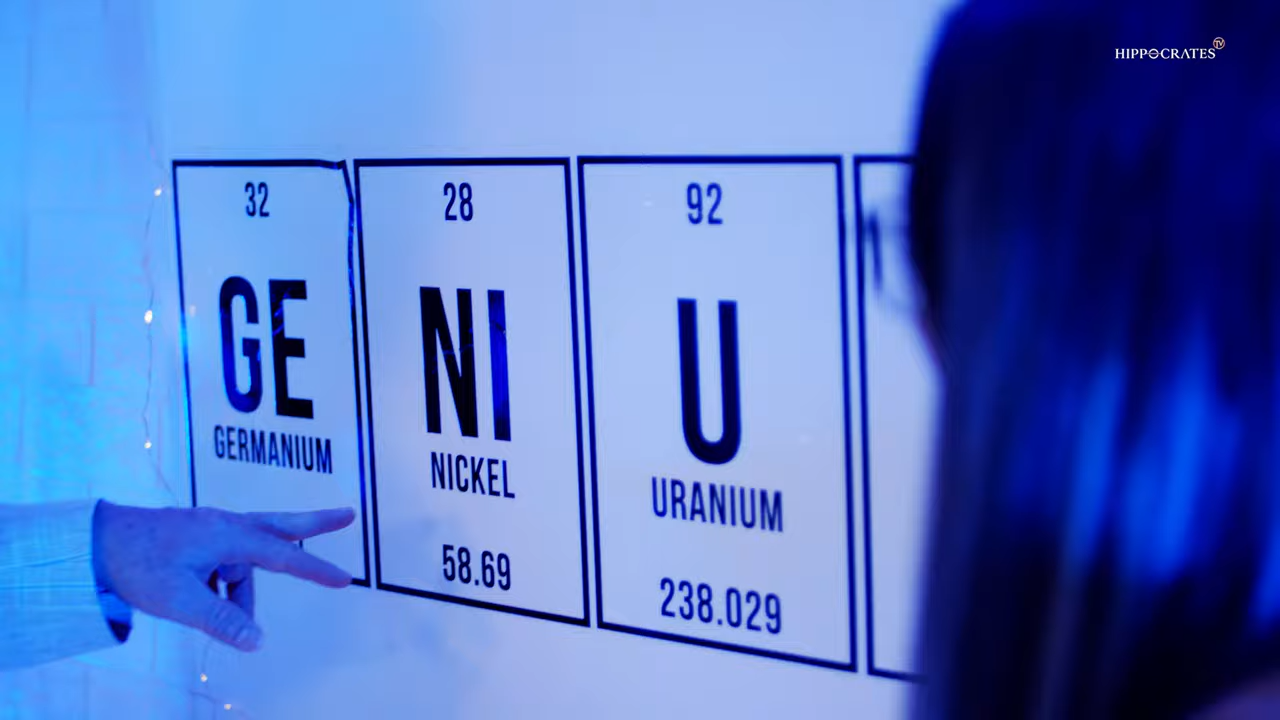 HIPPOCRATES TV
32
GE
GERMANIUM
28
NI
NICKEL
58.69
92
U
URANIUM
238.029